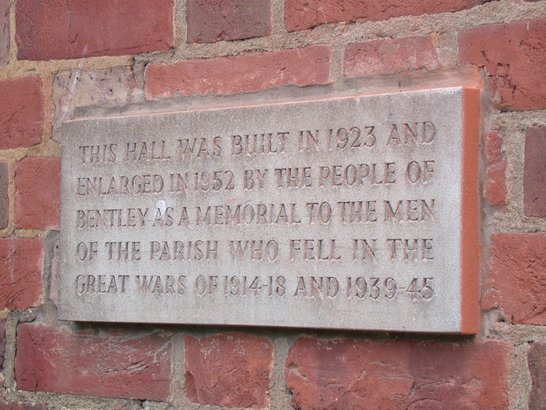 THIS HALL WAS BUILT IN 1923 AND
ENLARGED IN 1952 BY THE PEOPLE OF
BENTLEY AS A MEMORIAL TO THE MEN
OF THE PARISH WHO FELL IN THE
GREAT WARS OF 1914-18 AND 1939-45